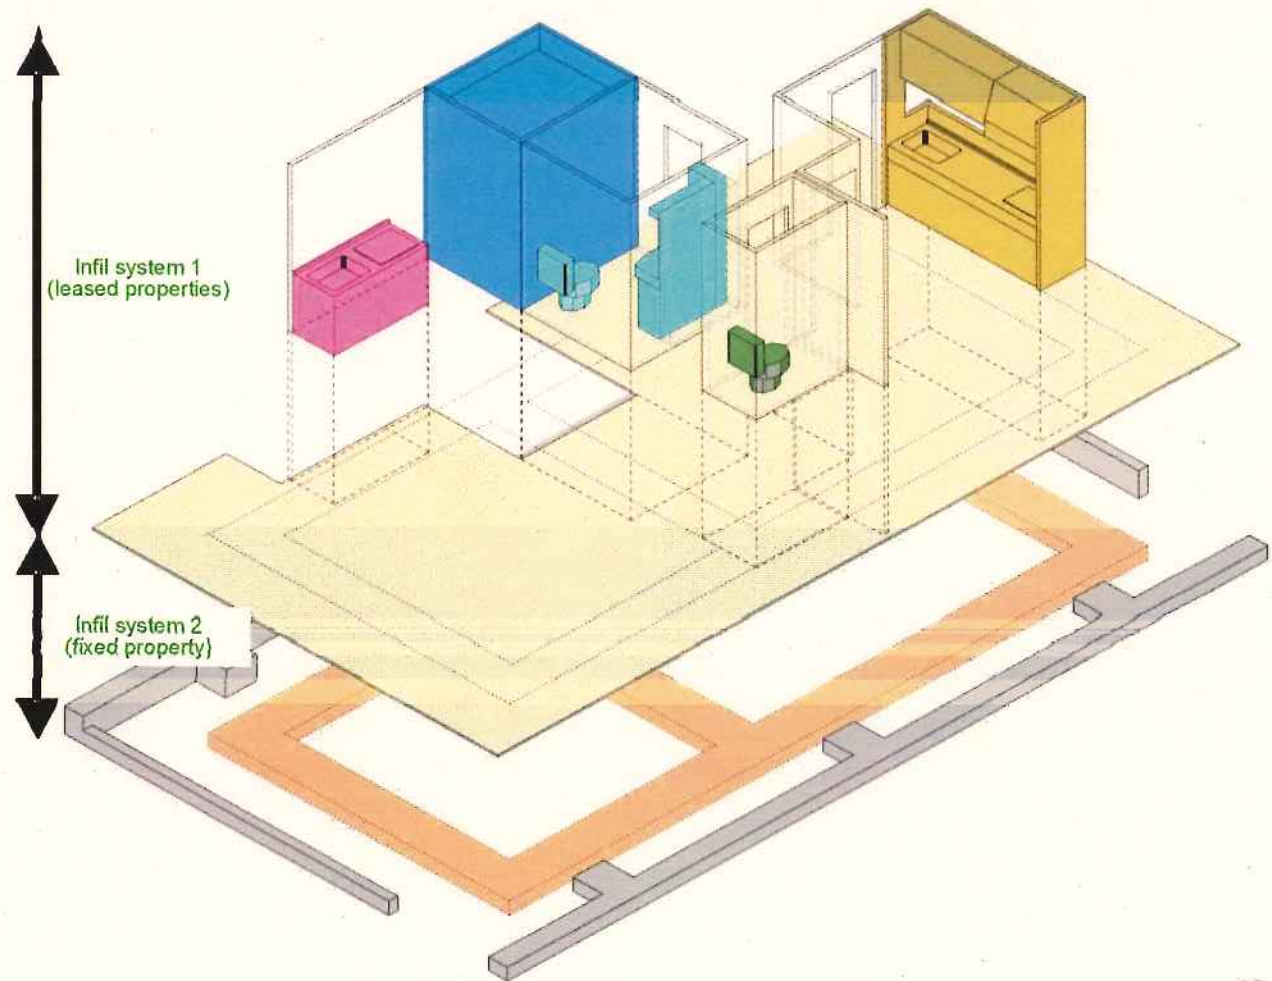 Infil system 1
(leased properties)
Infil system 2
(fixed property)